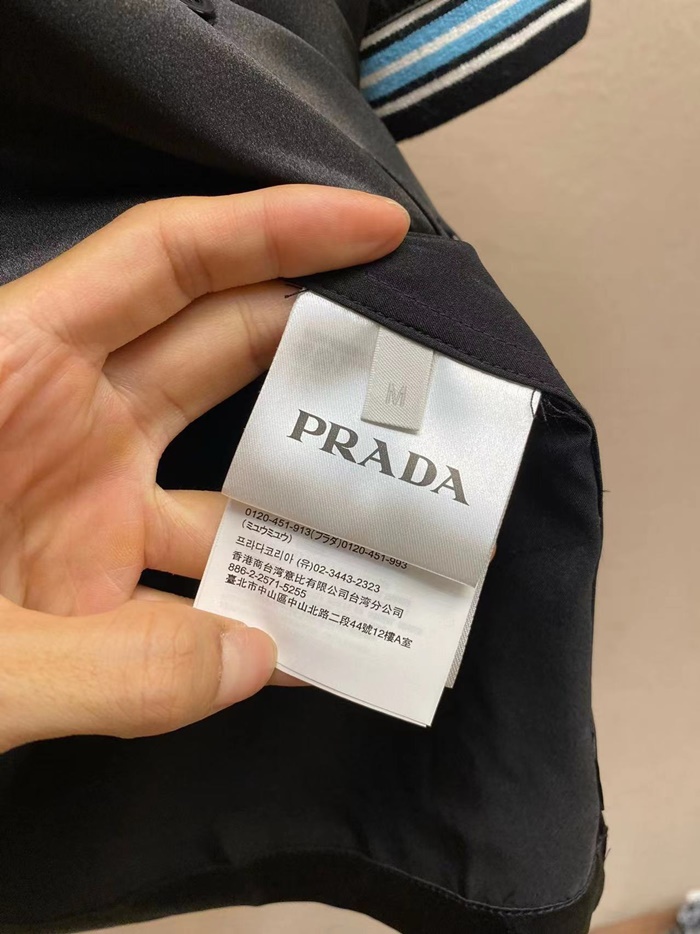 M
PRADA
0120-451-913(プラダ)0120-451-993
(ミュウミュウ)
프라다코리아 (유)02-3443-2323
香港商台湾意比有限公司台湾分公司
886-2-2571-5255
臺北市中山區中山北路二段44號12樓A室